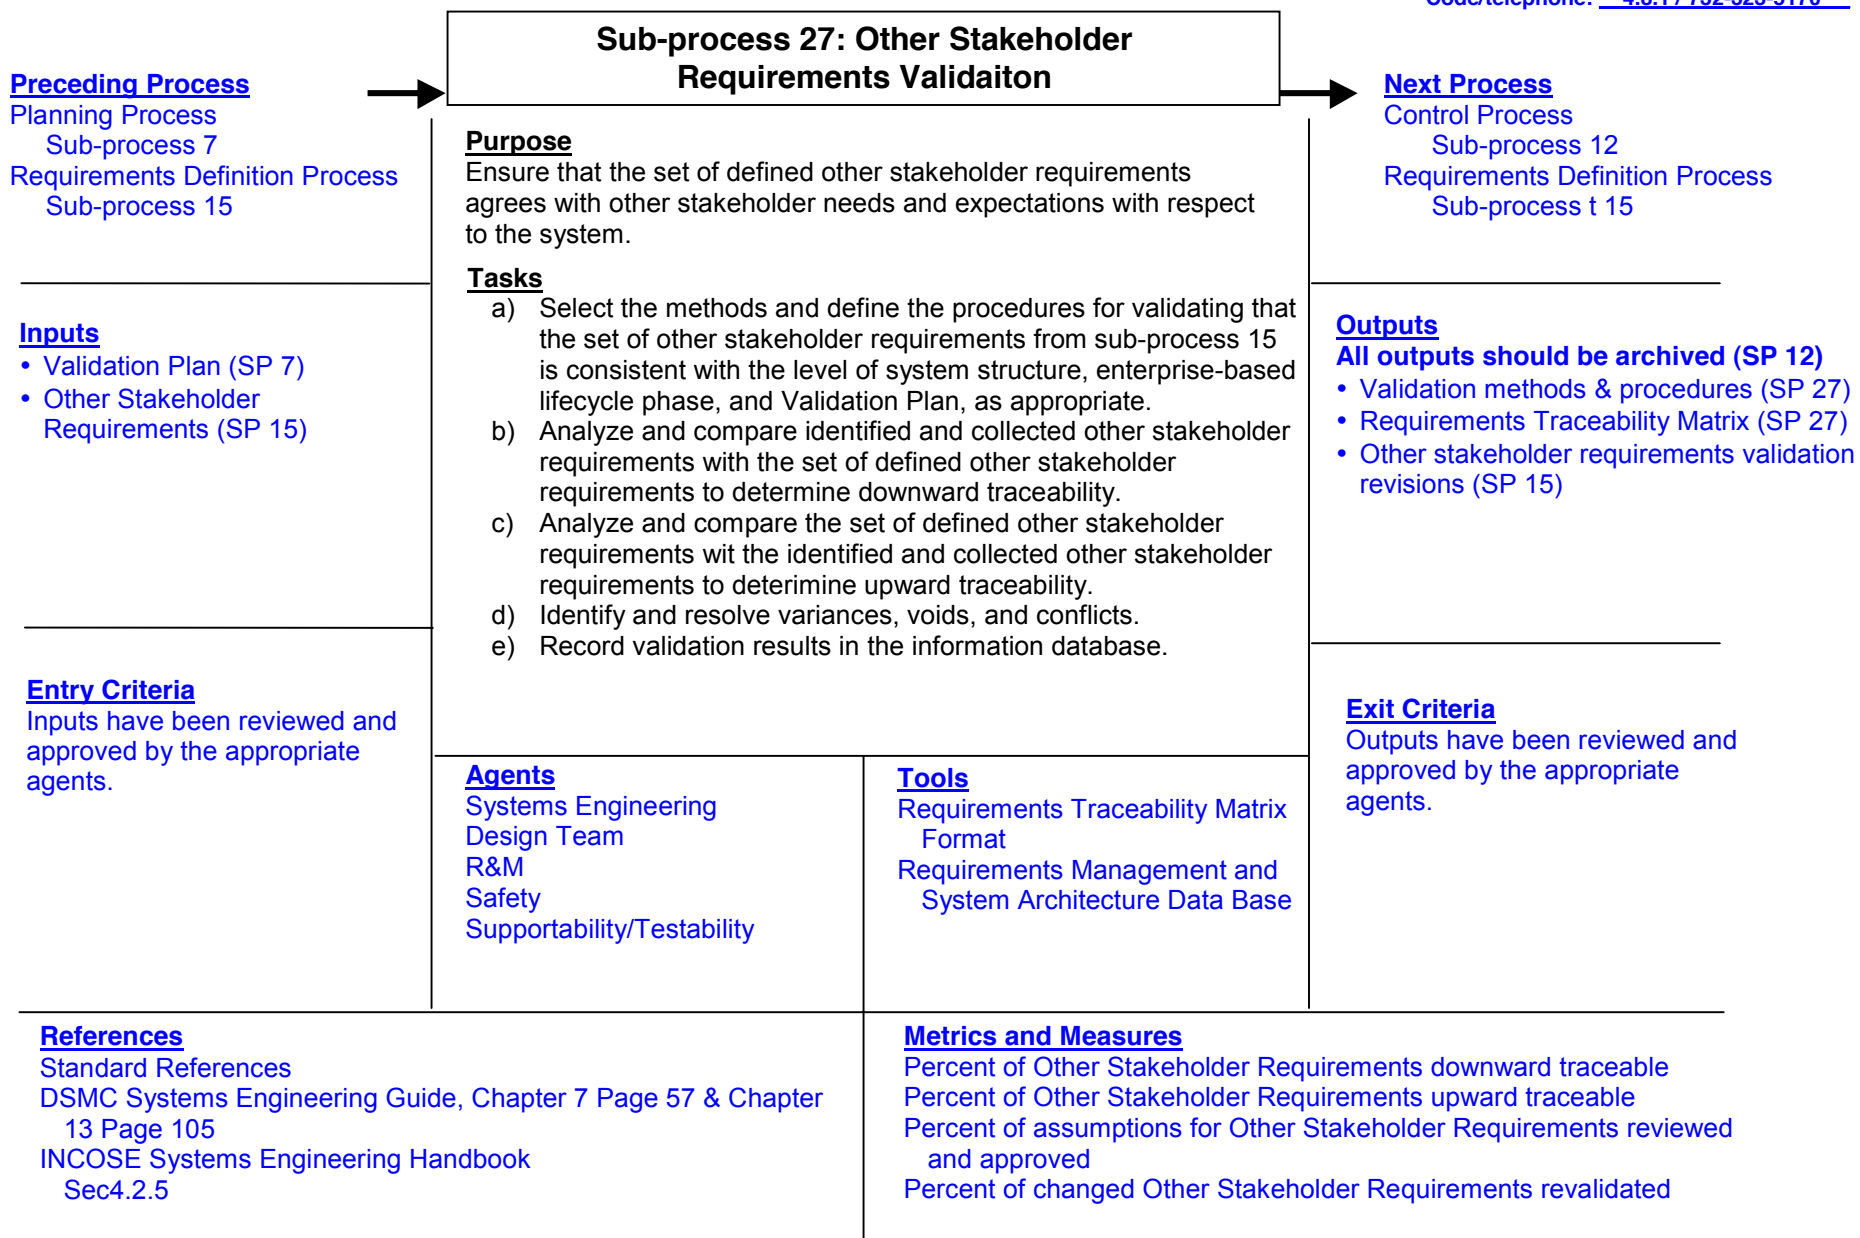 Sub-process 27: Other Stakeholder
Requirements Validaiton
Preceding Process
Planning Process
Sub-process 7
Requirements Definition Process
Sub-process 15
Next Process
Control Process
Sub-process 12
Requirements Definition Process
Sub-process t 15
Purpose
Ensure that the set of defined other stakeholder requirements
agrees with other stakeholder needs and expectations with respect
to the system.
Tasks
a) Select the methods and define the procedures for validating that
the set of other stakeholder requirements from sub-process 15
is consistent with the level of system structure, enterprise-based
lifecycle phase, and Validation Plan, as appropriate.
b) Analyze and compare identified and collected other stakeholder
requirements with the set of defined other stakeholder
requirements to determine downward traceability.
c) Analyze and compare the set of defined other stakeholder
requirements wit the identified and collected other stakeholder
requirements to deterimine upward traceability.
d) Identify and resolve variances, voids, and conflicts.
e) Record validation results in the information database.
Inputs
• Validation Plan (SP 7)
• Other Stakeholder
Requirements (SP 15)
Outputs
All outputs should be archived (SP 12)
• Validation methods & procedures (SP 27)
• Requirements Traceability Matrix (SP 27)
• Other stakeholder requirements validation
revisions (SP 15)
Entry Criteria
Inputs have been reviewed and
approved by the appropriate
agents.
Exit Criteria
Outputs have been reviewed and
approved by the appropriate
agents.
Agents
Systems Engineering
Design Team
R&M
Safety
Supportability/Testability
Tools
Requirements Traceability Matrix
Format
Requirements Management and
System Architecture Data Base
References
Standard References
DSMC Systems Engineering Guide, Chapter 7 Page 57 & Chapter
13 Page 105
INCOSE Systems Engineering Handbook
Sec4.2.5
Metrics and Measures
Percent of Other Stakeholder Requirements downward traceable
Percent of Other Stakeholder Requirements upward traceable
Percent of assumptions for Other Stakeholder Requirements reviewed
and approved
Percent of changed Other Stakeholder Requirements revalidated